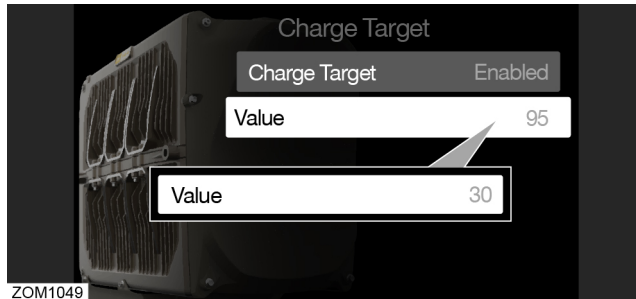 Charge Target
Charge Target Enabled
Value 95
Value 30
ZOM1049